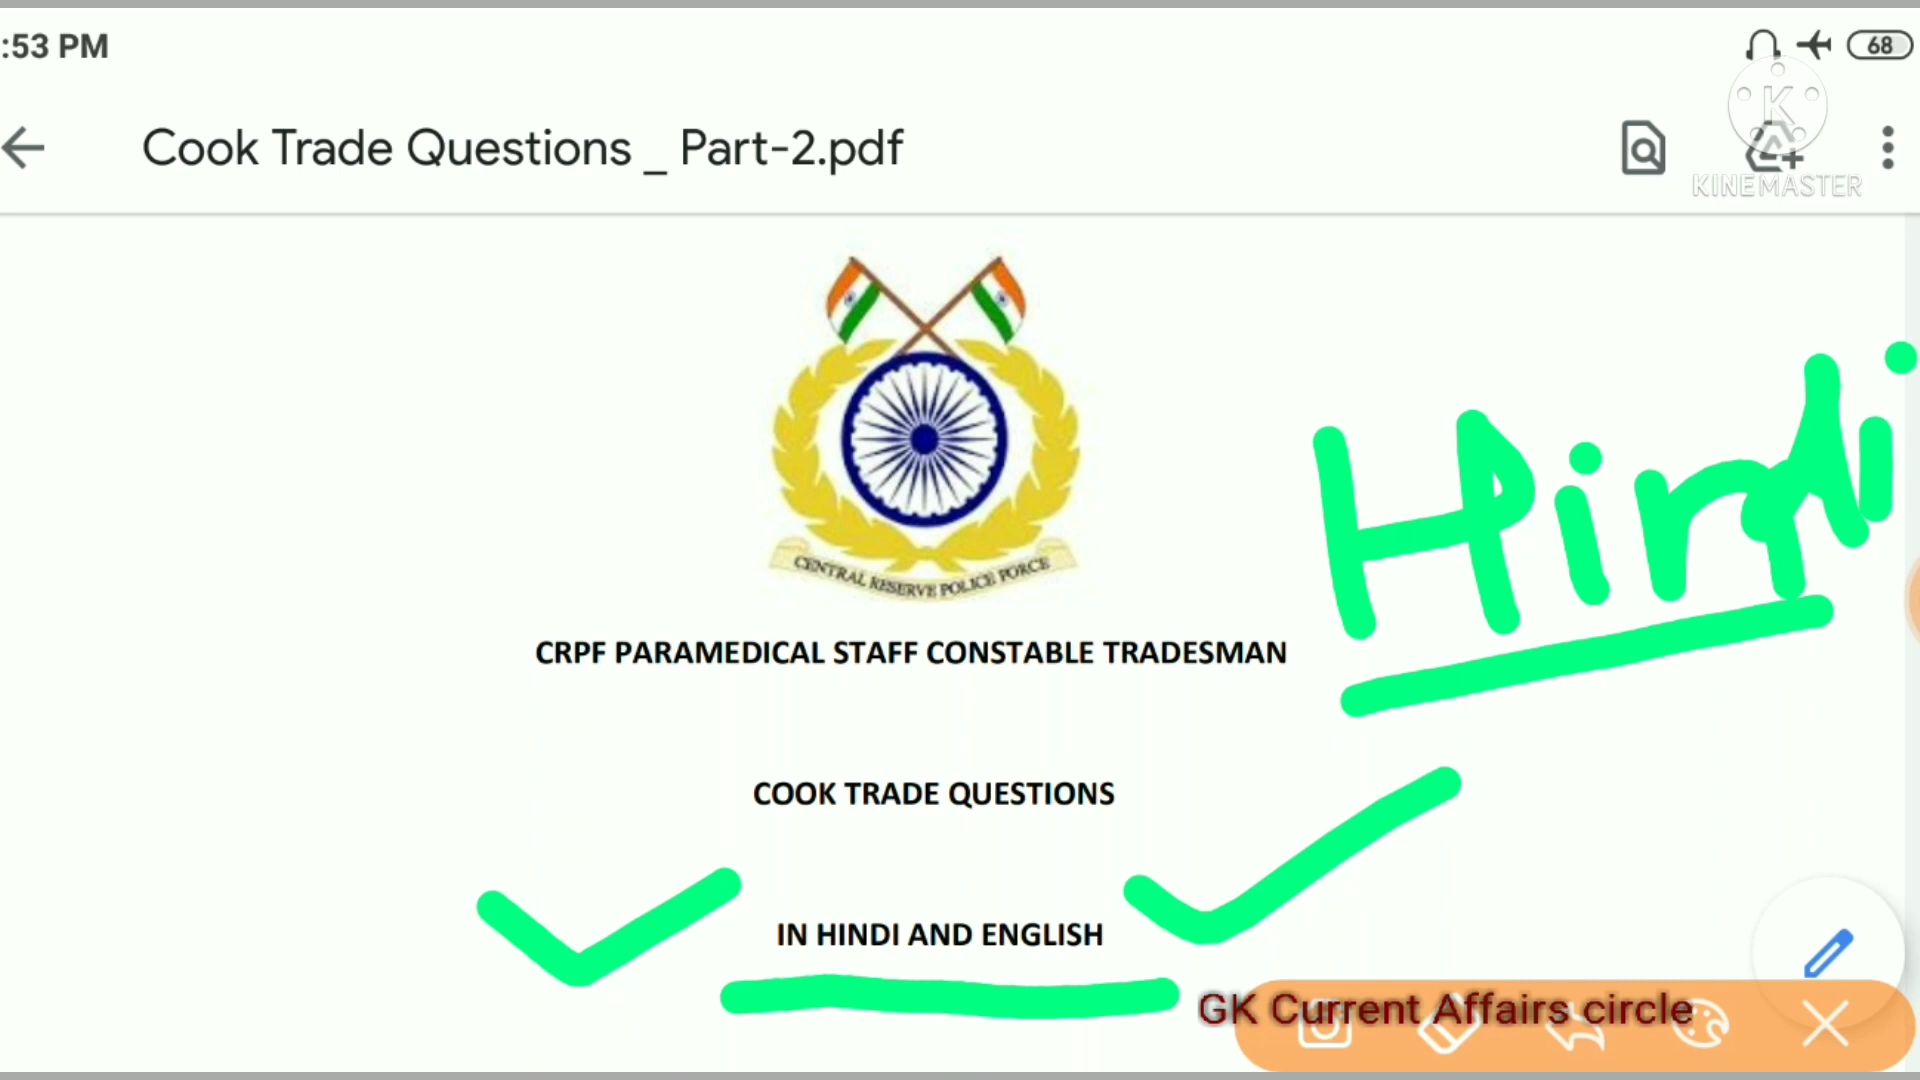 :53 PM
68
Cook Trade Questions _ Part-2.pdf
K
KINEMASTER
CENTRAL RESERVE POLICE FORCE
Hindi
CRPF PARAMEDICAL STAFF CONSTABLE TRADESMAN
COOK TRADE QUESTIONS
IN HINDI AND ENGLISH
GK Current Affairs circle